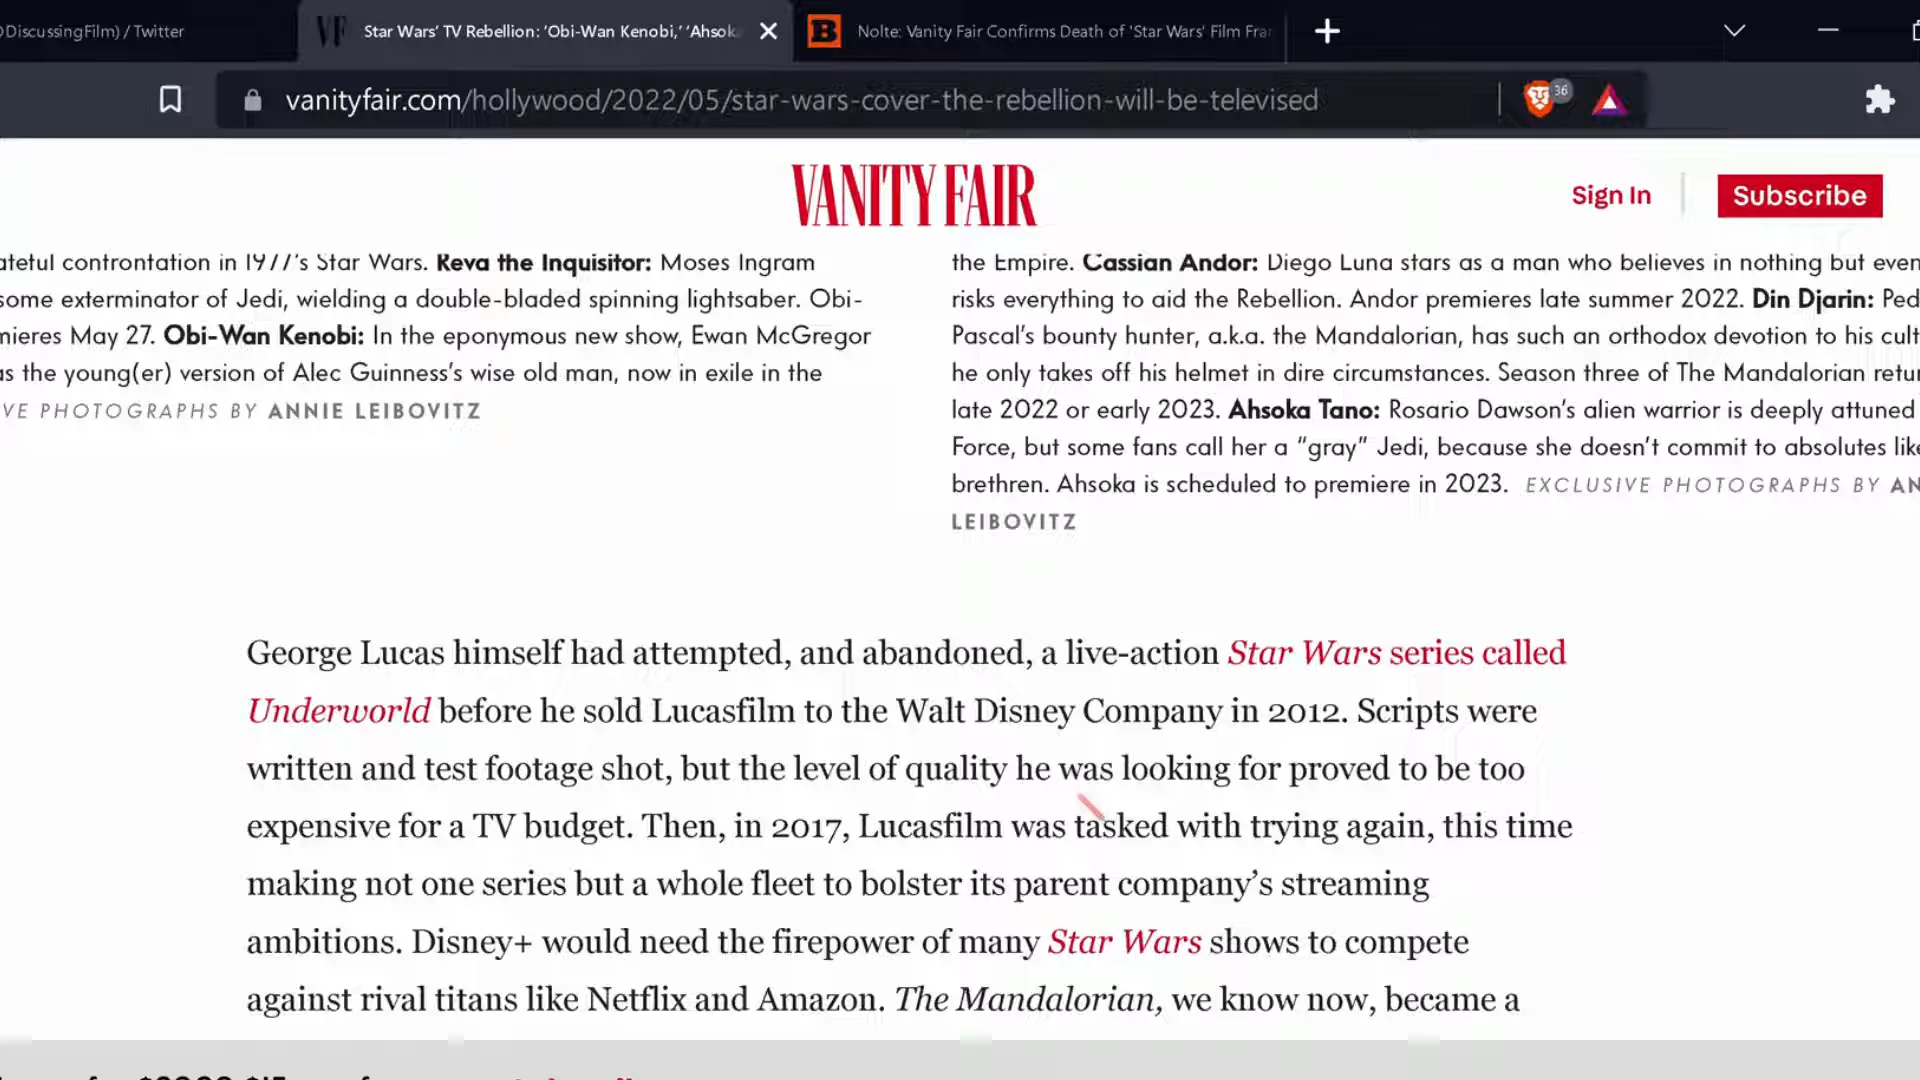 DiscussingFilm) / Twitter
VF
Star Wars' TV Rebellion: 'Obi-Wan Kenobi,' 'Ahsok
B
Nolte: Vanity Fair Confirms Death of 'Star Wars' Film Fra
vanityfair.com/hollywood/2022/05/star-wars-cover-the-rebellion-will-be-televised
36
VANITY FAIR
Sign In
Subscribe
ateful confrontation in 1977's Star Wars. Reva the Inquisitor: Moses Ingram
some exterminator of Jedi, wielding a double-bladed spinning lightsaber. Obi-
mieres May 27. Obi-Wan Kenobi: In the eponymous new show, Ewan McGregor
as the young(er) version of Alec Guinness's wise old man, now in exile in the
VE PHOTOGRAPHS BY ANNIE LEIBOVITZ
the Empire. Cassian Andor: Diego Luna stars as a man who believes in nothing but even
risks everything to aid the Rebellion. Andor premieres late summer 2022. Din Djarin: Ped
Pascal's bounty hunter, a.k.a. the Mandalorian, has such an orthodox devotion to his cult
he only takes off his helmet in dire circumstances. Season three of The Mandalorian retur
late 2022 or early 2023. Ahsoka Tano: Rosario Dawson's alien warrior is deeply attuned
Force, but some fans call her a "gray" Jedi, because she doesn't commit to absolutes like
brethren. Ahsoka is scheduled to premiere in 2023. EXCLUSIVE PHOTOGRAPHS BY AN
LEIBOVITZ
George Lucas himself had attempted, and abandoned, a live-action Star Wars series called
Underworld before he sold Lucasfilm to the Walt Disney Company in 2012. Scripts were
written and test footage shot, but the level of quality he was looking for proved to be too
expensive for a TV budget. Then, in 2017, Lucasfilm was tasked with trying again, this time
making not one series but a whole fleet to bolster its parent company's streaming
ambitions. Disney+ would need the firepower of many Star Wars shows to compete
against rival titans like Netflix and Amazon. The Mandalorian, we know now, became a